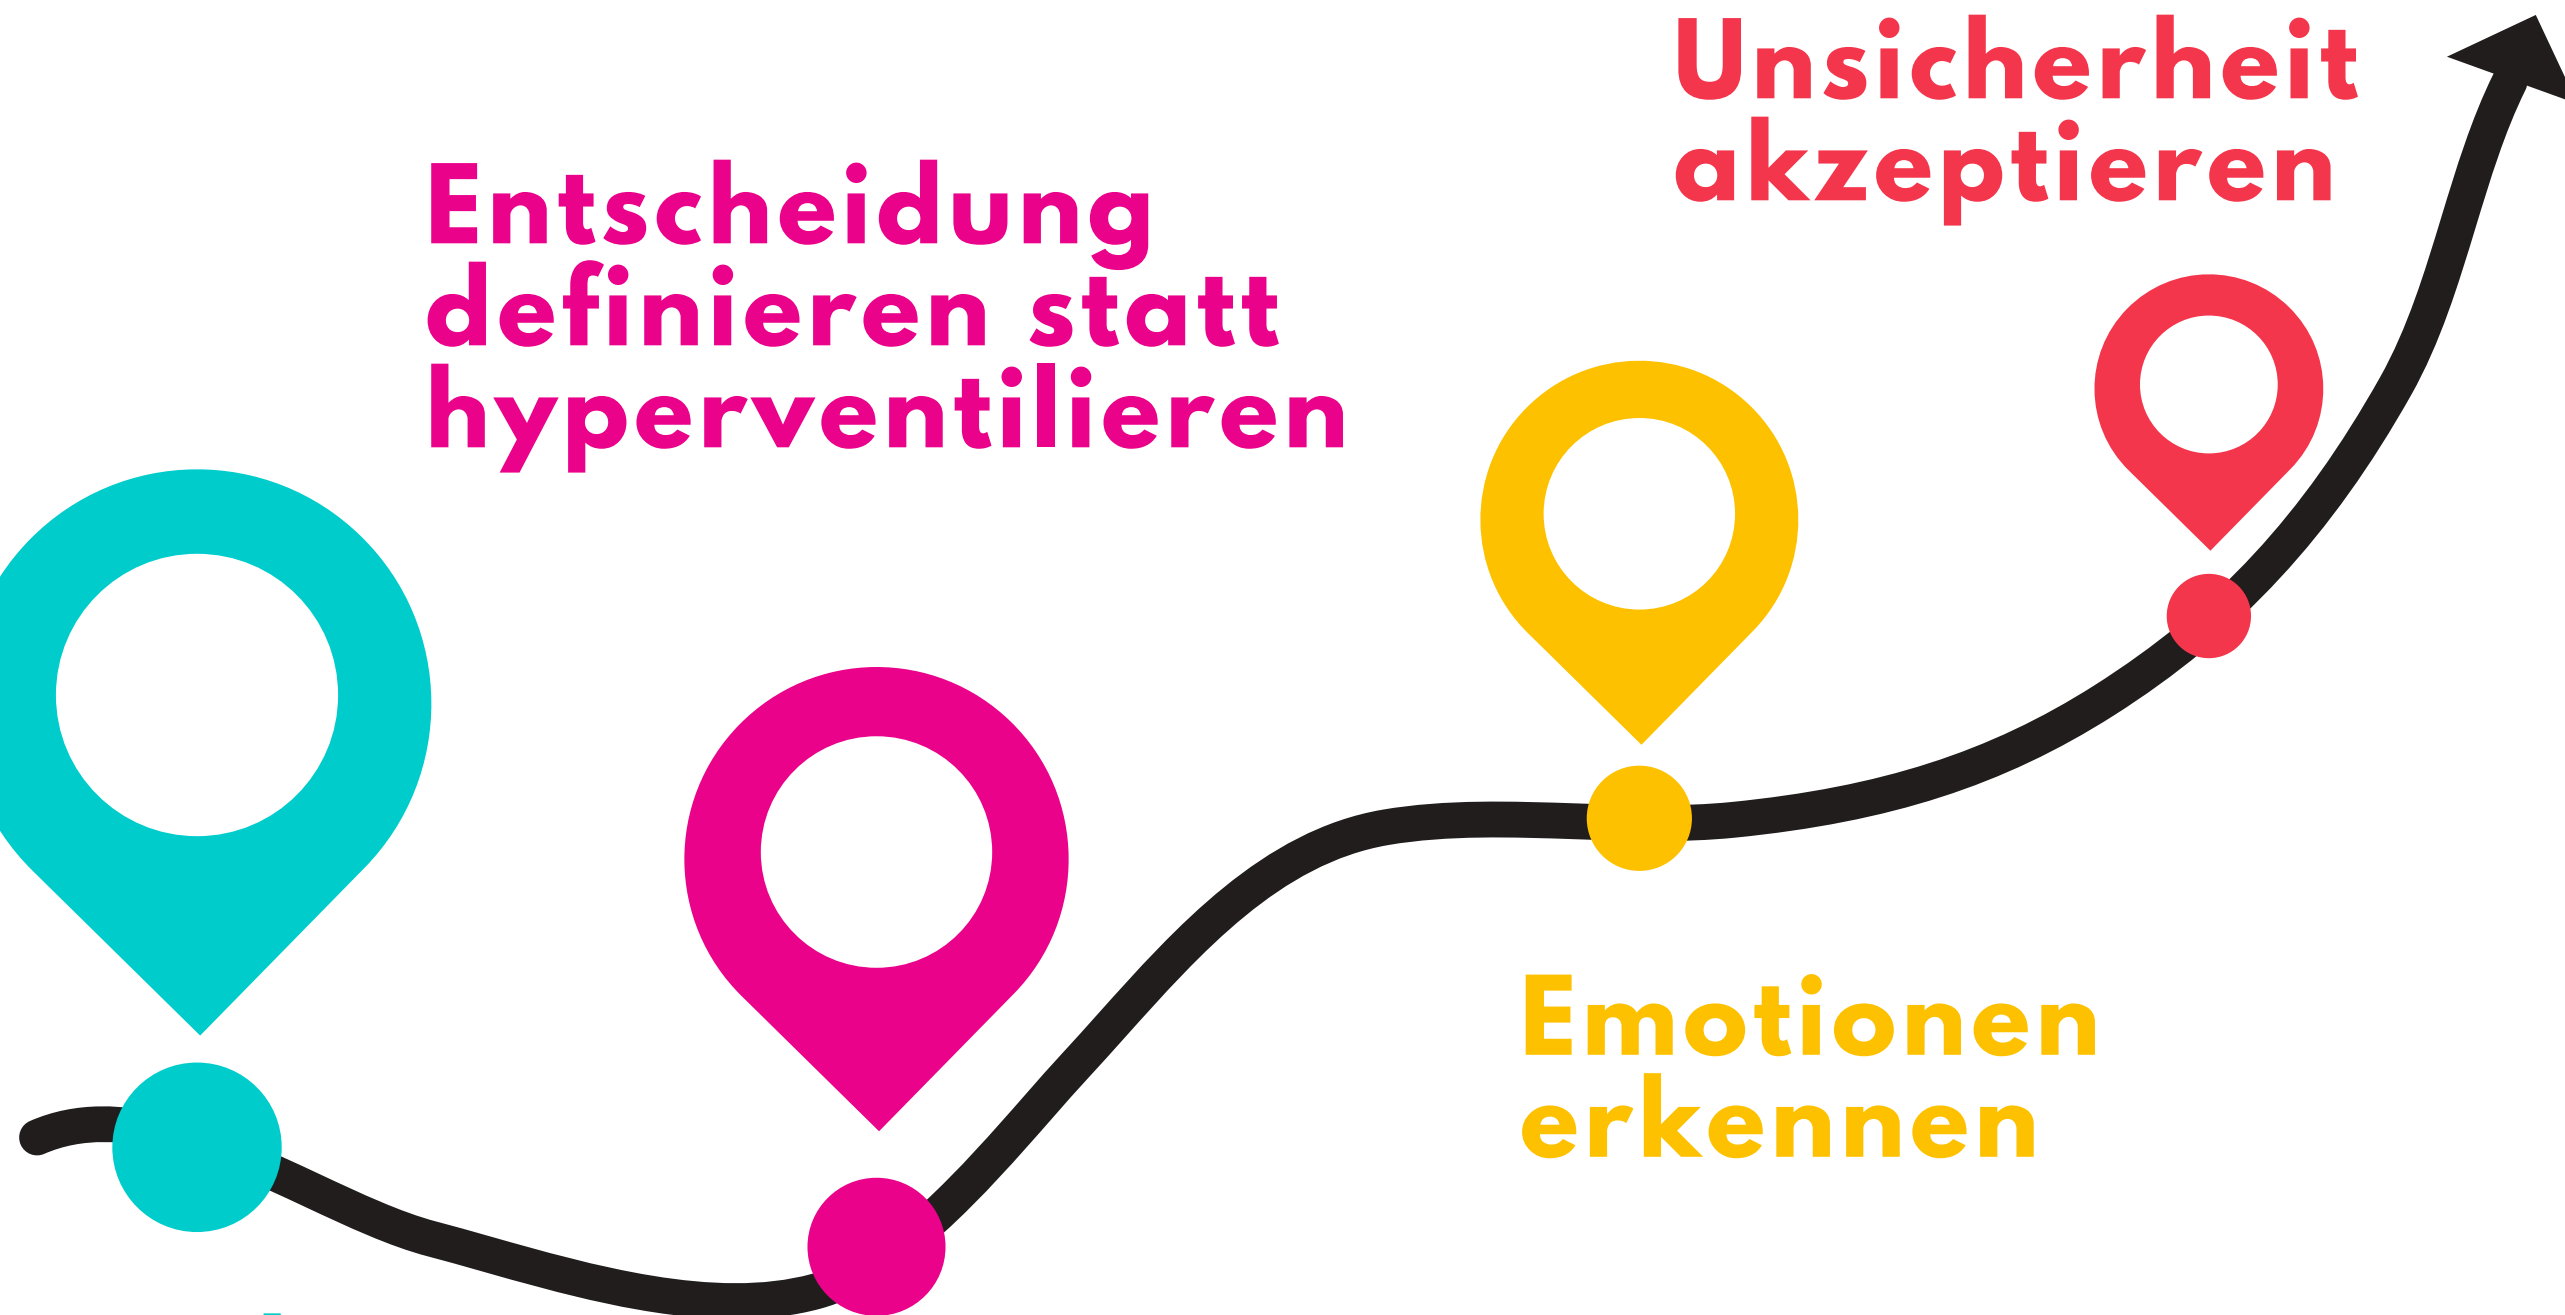 Entscheidung
definieren statt
hyperventilieren
Unsicherheit
akzeptieren
Emotionen
erkennen